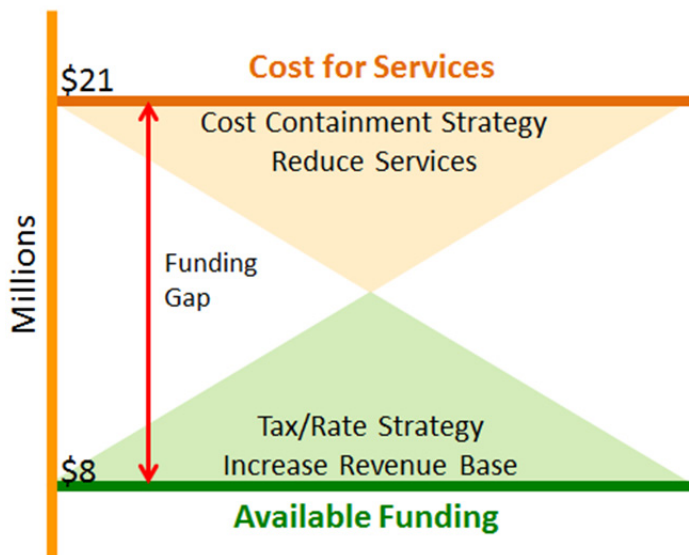 Cost for Services
$21
Cost Containment Strategy
Reduce Services
Millions
Funding
Gap
Tax/Rate Strategy
Increase Revenue Base
$8
Available Funding